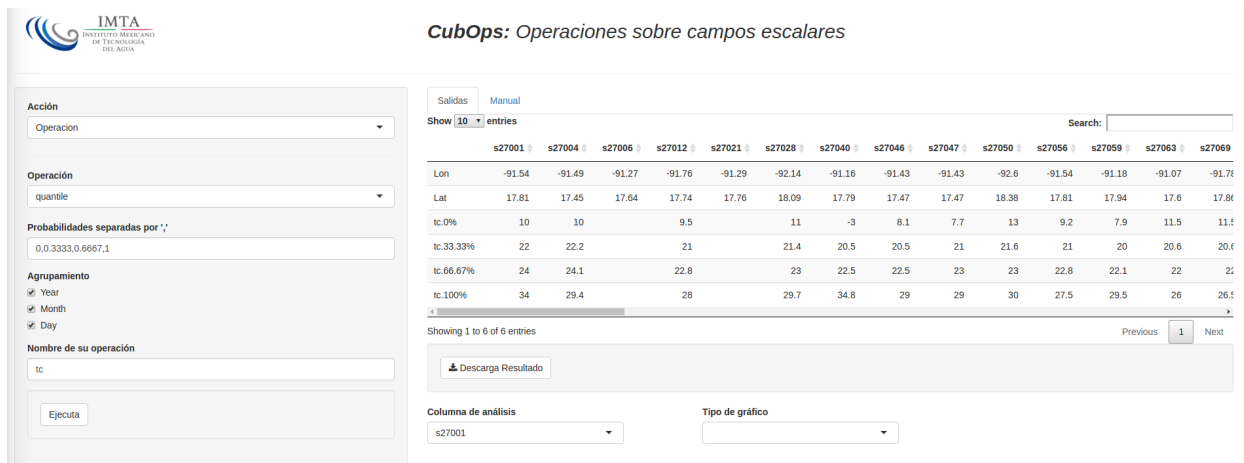 IMTA
INSTITUTO MEXICANO
DE TECNOLOGÍA
DEL AGUA
CubOps: Operaciones sobre campos escalares
Acción
Operacion
Operación
quantile
Probabilidades separadas por ','
0,0.3333,0.6667,1
Agrupamiento
Year
Month
Day
Nombre de su operación
tc
Ejecuta
Salidas Manual
Show 10 entries Search:
s27001 s27004 s27006 s27012 s27021 s27028 s27040 s27046 s27047 s27050 s27056 s27059 s27063 s27069
Lon -91.54 -91.49 -91.27 -91.76 -91.29 -92.14 -91.16 -91.43 -91.43 -92.6 -91.54 -91.18 -91.07 -91.78
Lat 17.81 17.45 17.64 17.74 17.76 18.09 17.79 17.47 17.47 18.38 17.81 17.94 17.6 17.86
tc.0% 10 10 9.5 11 -3 8.1 7.7 13 9.2 7.9 11.5 11.5
tc.33.33% 22 22.2 21 21.4 20.5 20.5 21 21.6 21 20 20.6 20.6
tc.66.67% 24 24.1 22.8 23 22.5 22.5 23 23 22.8 22.1 22 22
tc.100% 34 29.4 28 29.7 34.8 29 29 30 27.5 29.5 26 26.5
Showing 1 to 6 of 6 entries Previous 1 Next
Descarga Resultado
Columna de análisis Tipo de gráfico
s27001